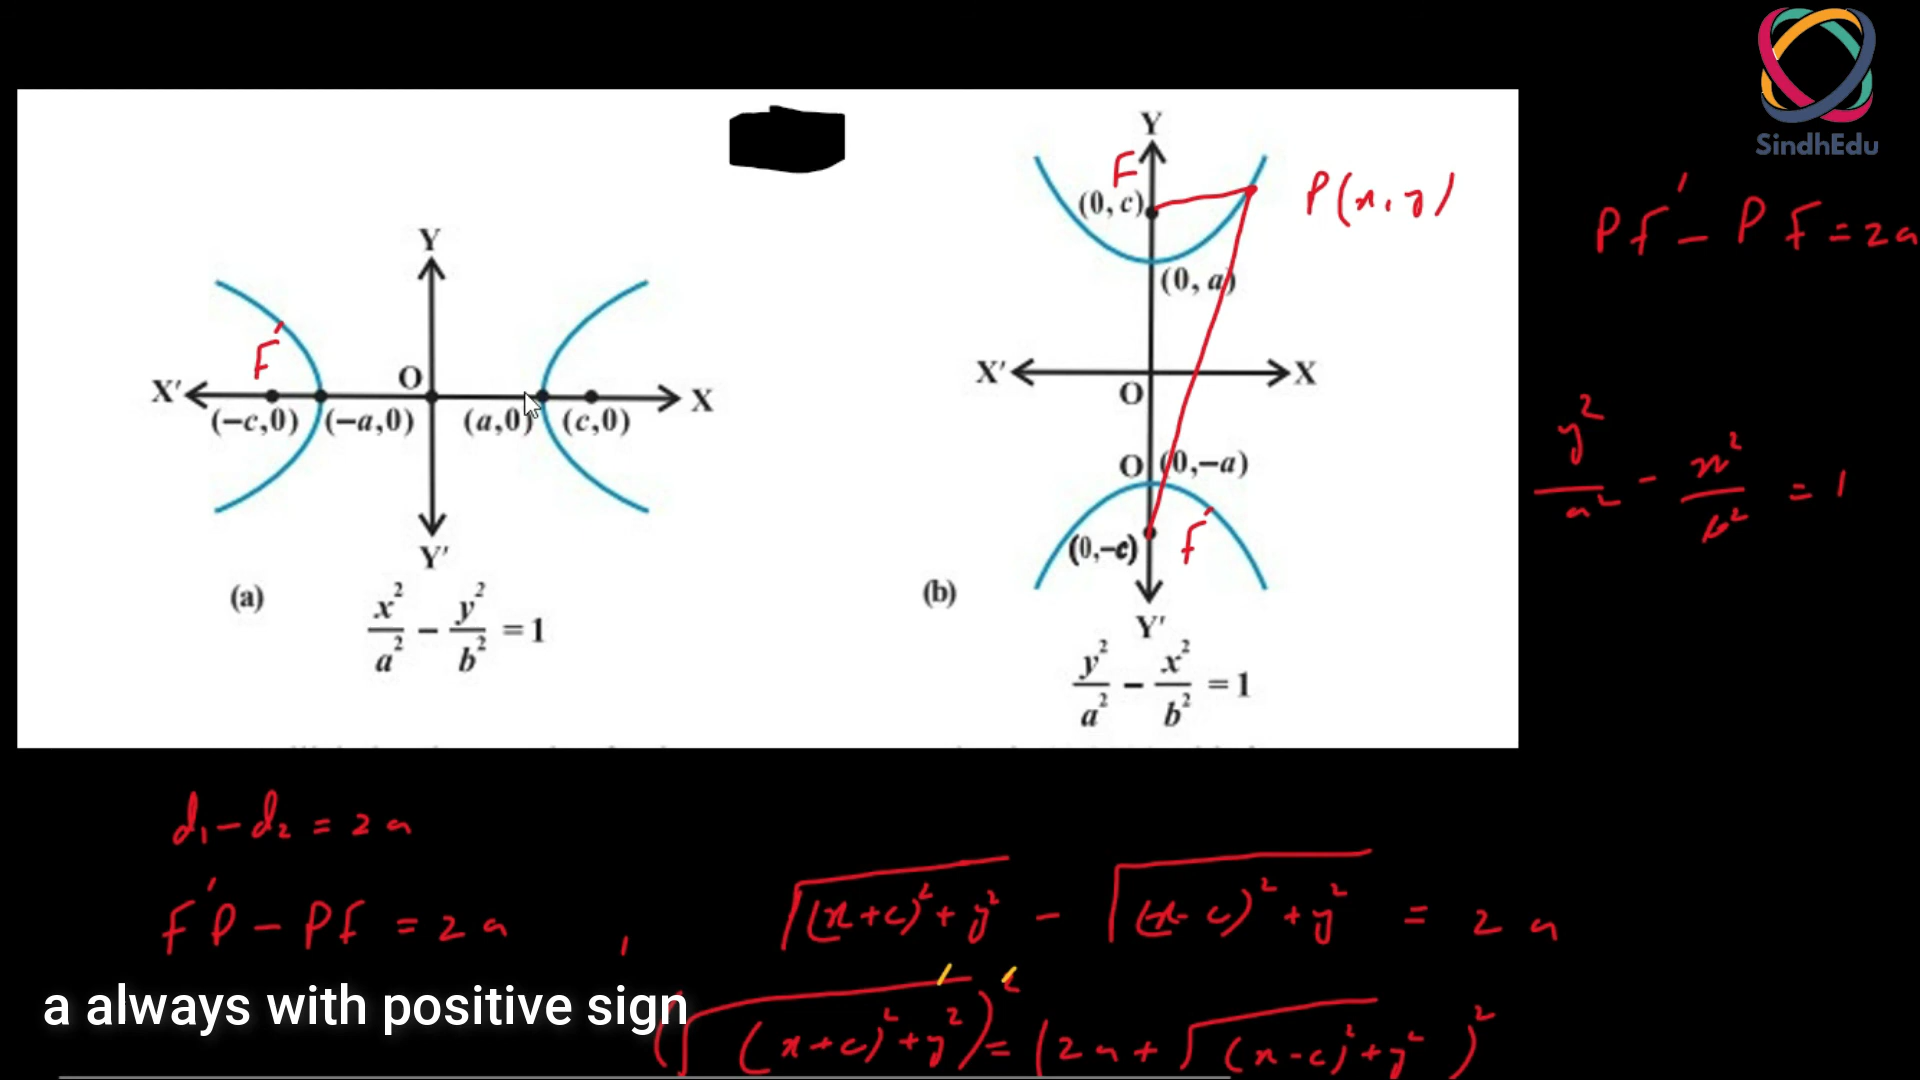 SindhEdu
Y
F
(0, c)
P(x, y)
PF' - PF = 2a
(0, a)
Y
F'
X'
O
X
(-c,0)
(-a,0)
(a,0)
(c,0)
X'
X
O
O
(0,-a)
y²/a² - x²/b² = 1
(0,-c)
F'
Y'
Y'
(a)
x²/a² - y²/b² = 1
(b)
y²/a² - x²/b² = 1
d₁ - d₂ = 2a
F'P - PF = 2a , √(x+c)² + y² - √(x-c)² + y² = 2a
a always with positive sign
(√(x+c)² + y²)² = (2a + √(x-c)² + y²)²